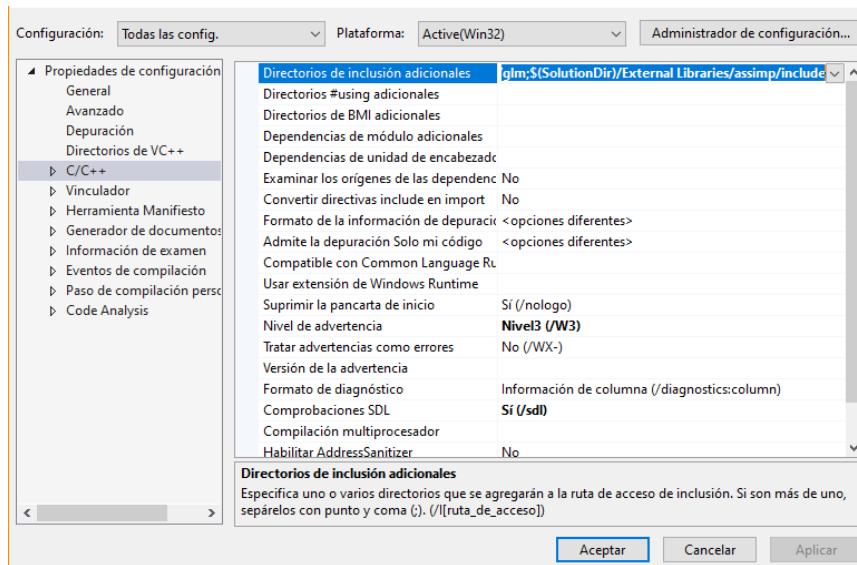 Configuración: Todas las config. Plataforma: Active(Win32) Administrador de configuración...
Propiedades de configuración
General
Avanzado
Depuración
Directorios de VC++
C/C++
Vinculador
Herramienta Manifiesto
Generador de documentos
Información de examen
Eventos de compilación
Paso de compilación perso
Code Analysis
Directorios de inclusión adicionales glm;$(SolutionDir)/External Libraries/assimp/include
Directorios #using adicionales
Directorios de BMI adicionales
Dependencias de módulo adicionales
Dependencias de unidad de encabezado
Examinar los orígenes de las dependenc No
Convertir directivas include en import No
Formato de la información de depuració <opciones diferentes>
Admite la depuración Solo mi código <opciones diferentes>
Compatible con Common Language Ru
Usar extensión de Windows Runtime
Suprimir la pancarta de inicio Sí (/nologo)
Nivel de advertencia Nivel3 (/W3)
Tratar advertencias como errores No (/WX-)
Versión de la advertencia
Formato de diagnóstico Información de columna (/diagnostics:column)
Comprobaciones SDL Sí (/sdl)
Compilación multiprocesador
Habilitar AddressSanitizer No
Directorios de inclusión adicionales
Especifica uno o varios directorios que se agregarán a la ruta de acceso de inclusión. Si son más de uno,
sepárelos con punto y coma (;). (/I[ruta_de_acceso])
Aceptar Cancelar Aplicar